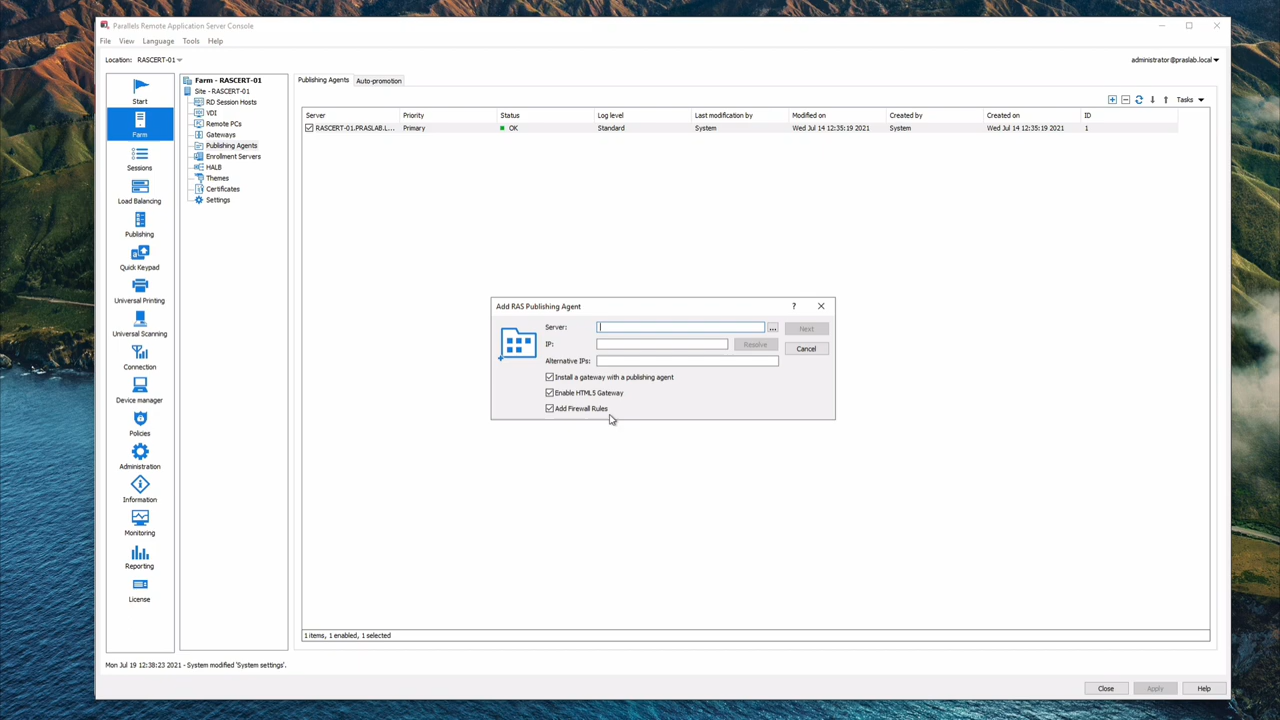 Parallels Remote Application Server Console
File View Language Tools Help
Location: RASCERT-01
administrator@praslab.local
Start
Farm
Sessions
Load Balancing
Publishing
Quick Keypad
Universal Printing
Universal Scanning
Connection
Device manager
Policies
Administration
Information
Monitoring
Reporting
License
Farm - RASCERT-01
Site - RASCERT-01
RD Session Hosts
VDI
Remote PCs
Gateways
Publishing Agents
Enrollment Servers
HALB
Themes
Certificates
Settings
Publishing Agents Auto-promotion
Tasks
Server Priority Status Log level Last modification by Modified on Created by Created on ID
RASCERT-01.PRASLAB.L... Primary OK Standard System Wed Jul 14 12:35:19 2021 System Wed Jul 14 12:35:19 2021 1
Add RAS Publishing Agent ?
Server: ... Next
IP: Resolve Cancel
Alternative IPs:
Install a gateway with a publishing agent
Enable HTML5 Gateway
Add Firewall Rules
1 items, 1 enabled, 1 selected
Mon Jul 19 12:38:23 2021 - System modified 'System settings'.
Close Apply Help